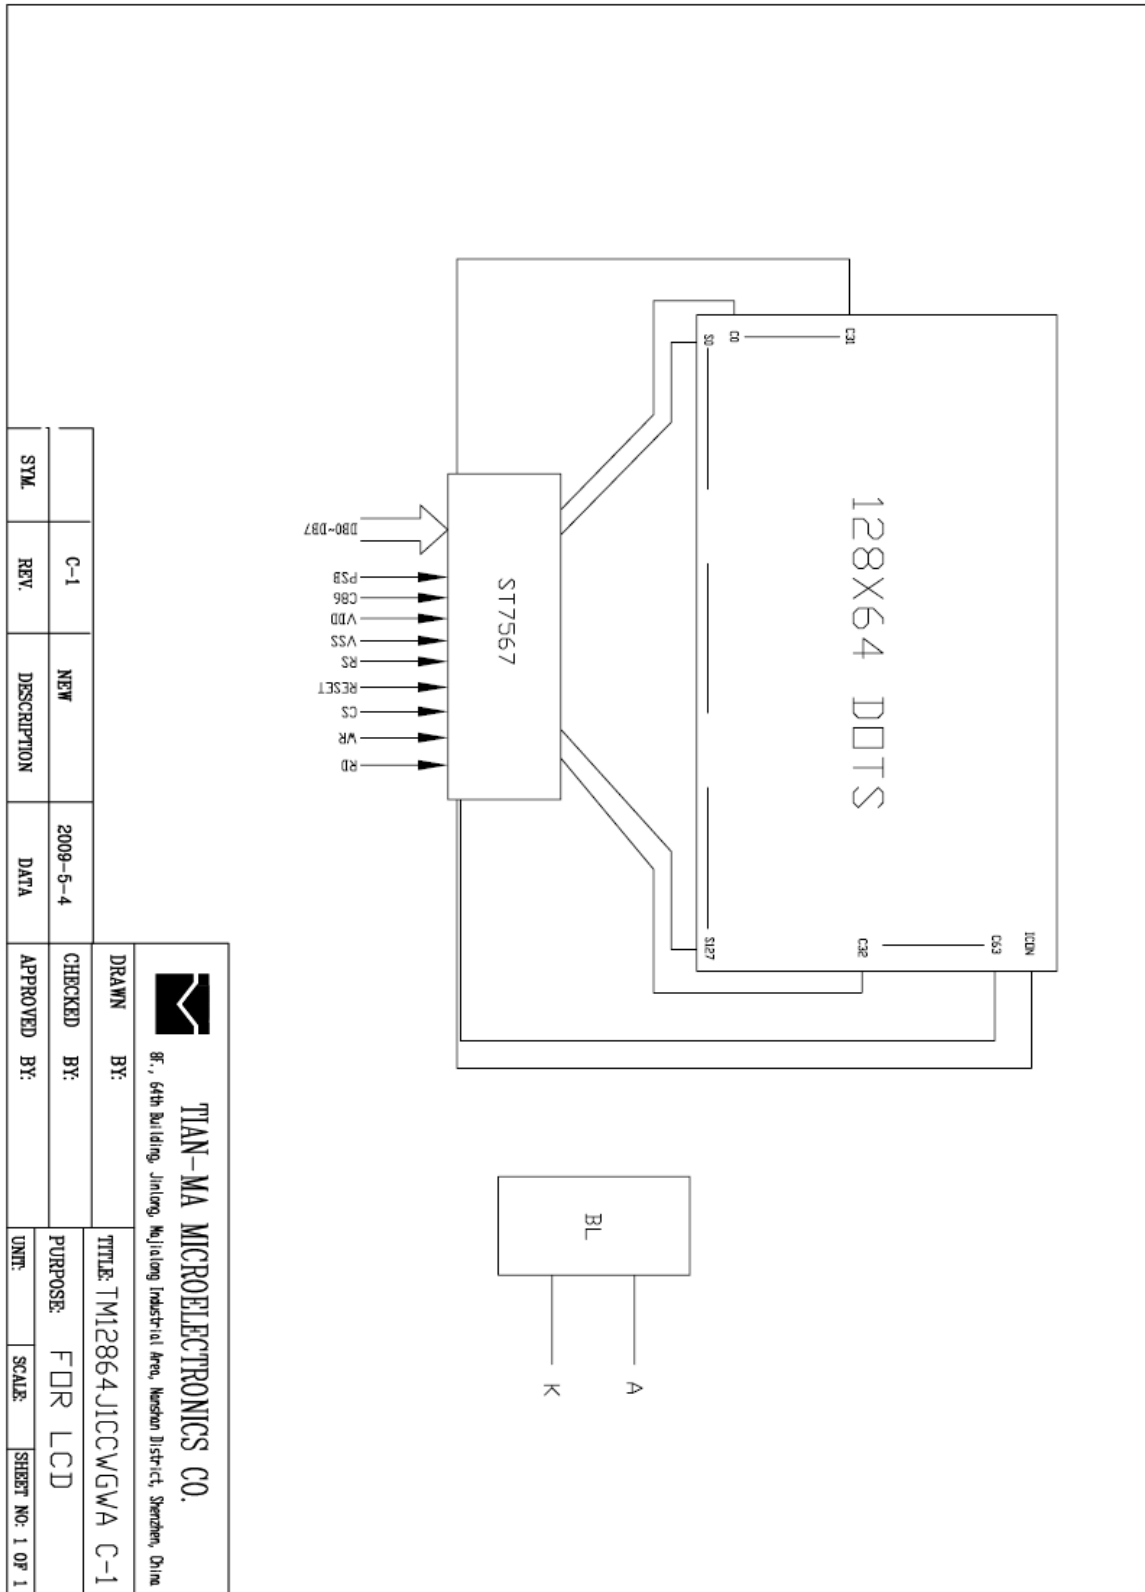 C31
C0
S0
128X64 DOTS
S127
C32
C63
ICON
ST7567
DB0~DB7
PSB
C86
VDD
VSS
RS
RESET
CS
WR
RD
BL
A
K
TIAN-MA MICROELECTRONICS CO.
8F., 64th Building, Jinlong, Majialong Industrial Area, Nanshan District, Shenzhen, China
C-1 NEW 2009-5-4
SYM. REV. DESCRIPTION DATA
DRAWN BY:
CHECKED BY:
APPROVED BY:
TITLE: TM12864J1CCWGWA C-1
PURPOSE: FOR LCD
UNIT: SCALE: SHEET NO: 1 OF 1